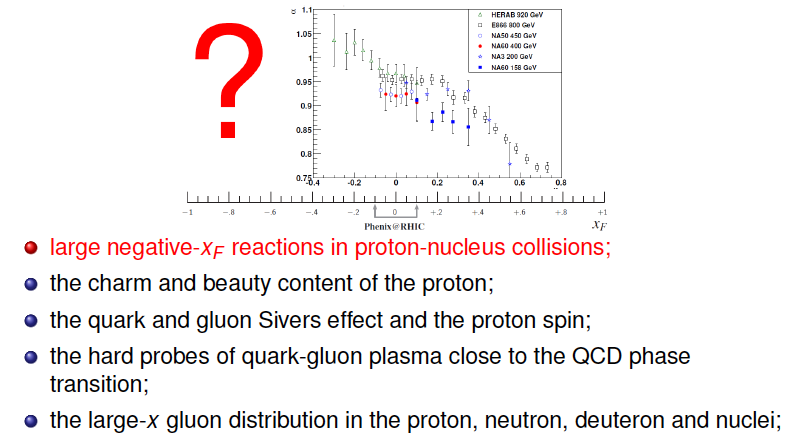 ?
α
1.1
1.05
1
0.95
0.9
0.85
0.8
0.75
HERAB 920 GeV
E866 800 GeV
NA50 450 GeV
NA60 400 GeV
NA3 200 GeV
NA60 158 GeV
-0.4 -0.2 0 0.2 0.4 0.6 0.8
−1 −.8 −.6 −.4 −.2 0 +.2 +.4 +.6 +.8 +1
Phenix@RHIC
xF
large negative-xF reactions in proton-nucleus collisions;
the charm and beauty content of the proton;
the quark and gluon Sivers effect and the proton spin;
the hard probes of quark-gluon plasma close to the QCD phase
transition;
the large-x gluon distribution in the proton, neutron, deuteron and nuclei;